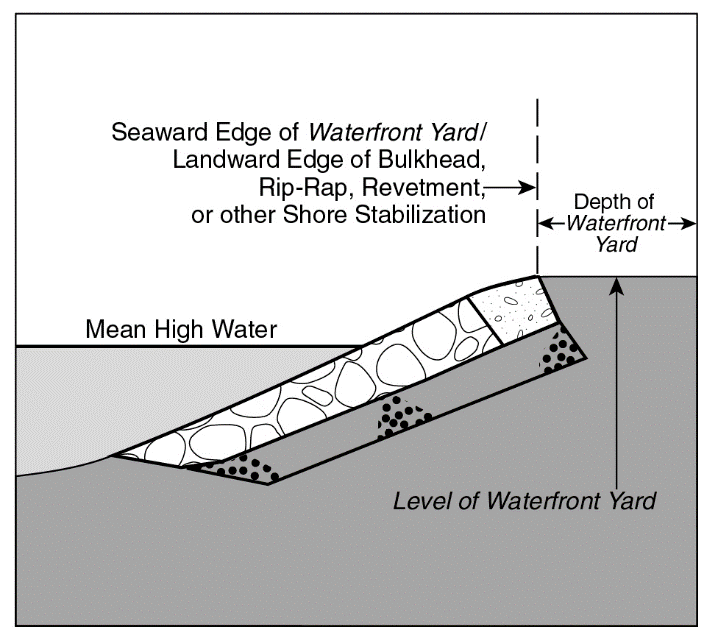 Seaward Edge of Waterfront Yard/
Landward Edge of Bulkhead,
Rip-Rap, Revetment,
or other Shore Stabilization
Depth of
Waterfront
Yard
Mean High Water
Level of Waterfront Yard